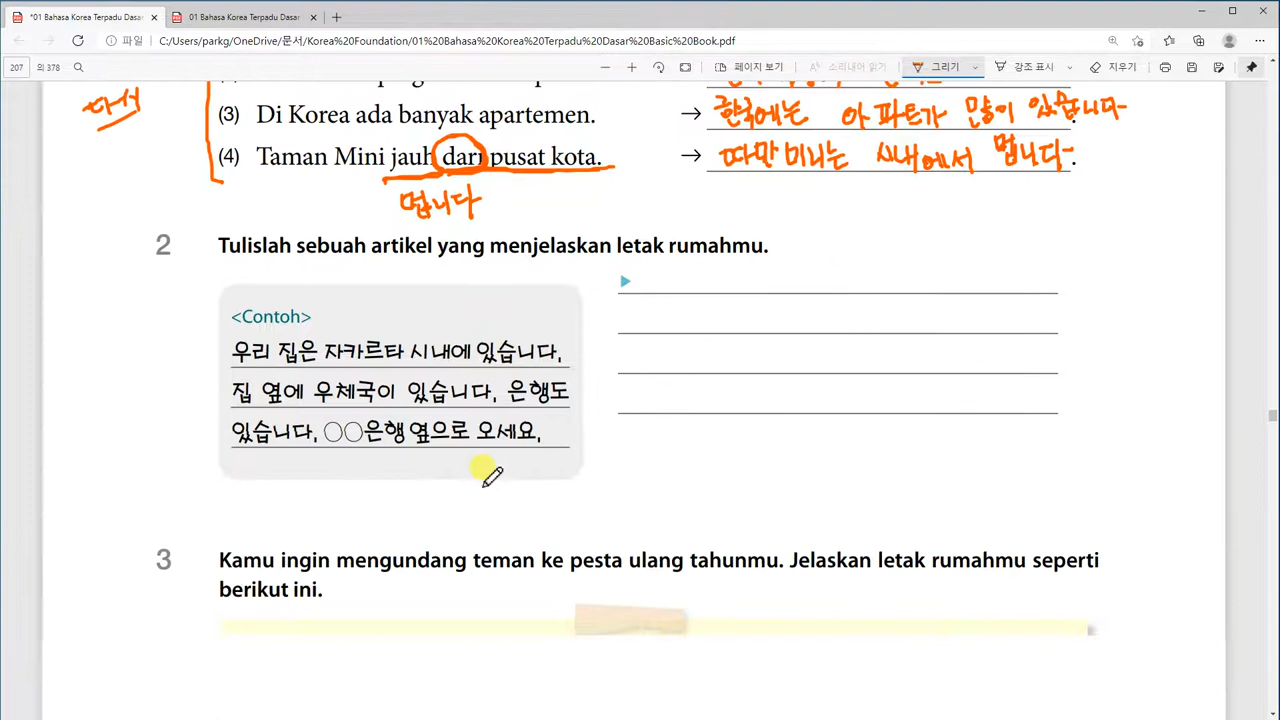 *01 Bahasa Korea Terpadu Dasar
01 Bahasa Korea Terpadu Dasar
파일 C:/Users/parkg/OneDrive/문서/Korea%20Foundation/01%20Bahasa%20Korea%20Terpadu%20Dasar%20Basic%20Book.pdf
207 의 378 페이지 보기 소리내어 읽기 그리기 강조 표시 지우기
(3) Di Korea ada banyak apartemen. → 한국에는 아파트가 많이 있습니다.
(4) Taman Mini jauh dari pusat kota. → 따만 미니는 시내에서 멉니다.
멉니다
2 Tulislah sebuah artikel yang menjelaskan letak rumahmu.
<Contoh>
우리 집은 자카르타 시내에 있습니다.
집 옆에 우체국이 있습니다. 은행도
있습니다. ○○은행 옆으로 오세요.
3 Kamu ingin mengundang teman ke pesta ulang tahunmu. Jelaskan letak rumahmu seperti
berikut ini.